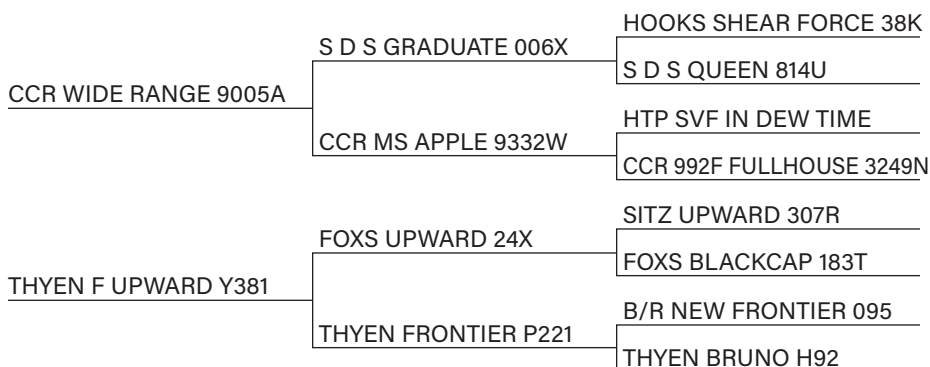 HOOKS SHEAR FORCE 38K
S D S GRADUATE 006X
S D S QUEEN 814U
CCR WIDE RANGE 9005A
HTP SVF IN DEW TIME
CCR MS APPLE 9332W
CCR 992F FULLHOUSE 3249N
SITZ UPWARD 307R
FOXS UPWARD 24X
FOXS BLACKCAP 183T
THYEN F UPWARD Y381
B/R NEW FRONTIER 095
THYEN FRONTIER P221
THYEN BRUNO H92